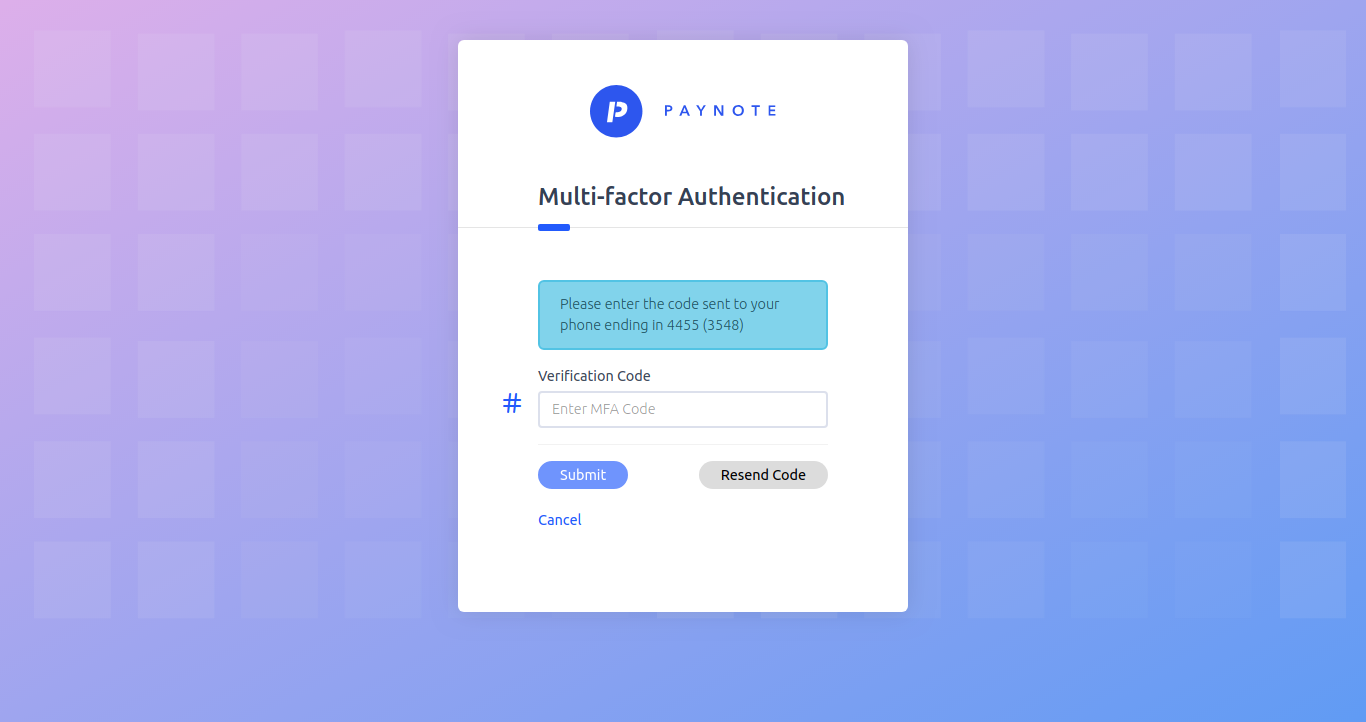 P PAYNOTE
Multi-factor Authentication
Please enter the code sent to your
phone ending in 4455 (3548)
Verification Code
# Enter MFA Code
Submit Resend Code
Cancel